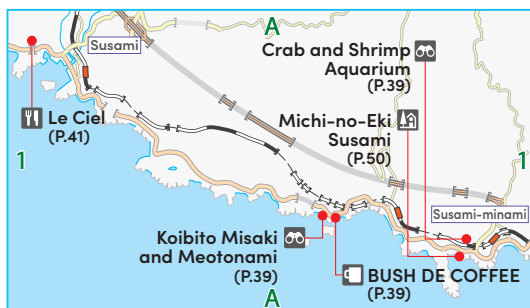 A
Susami
Crab and Shrimp
Aquarium
(P.39)
Le Ciel
(P.41)
Michi-no-Eki
Susami
(P.50)
1
1
Susami-minami
Koibito Misaki
and Meotonami
(P.39)
BUSH DE COFFEE
(P.39)
A